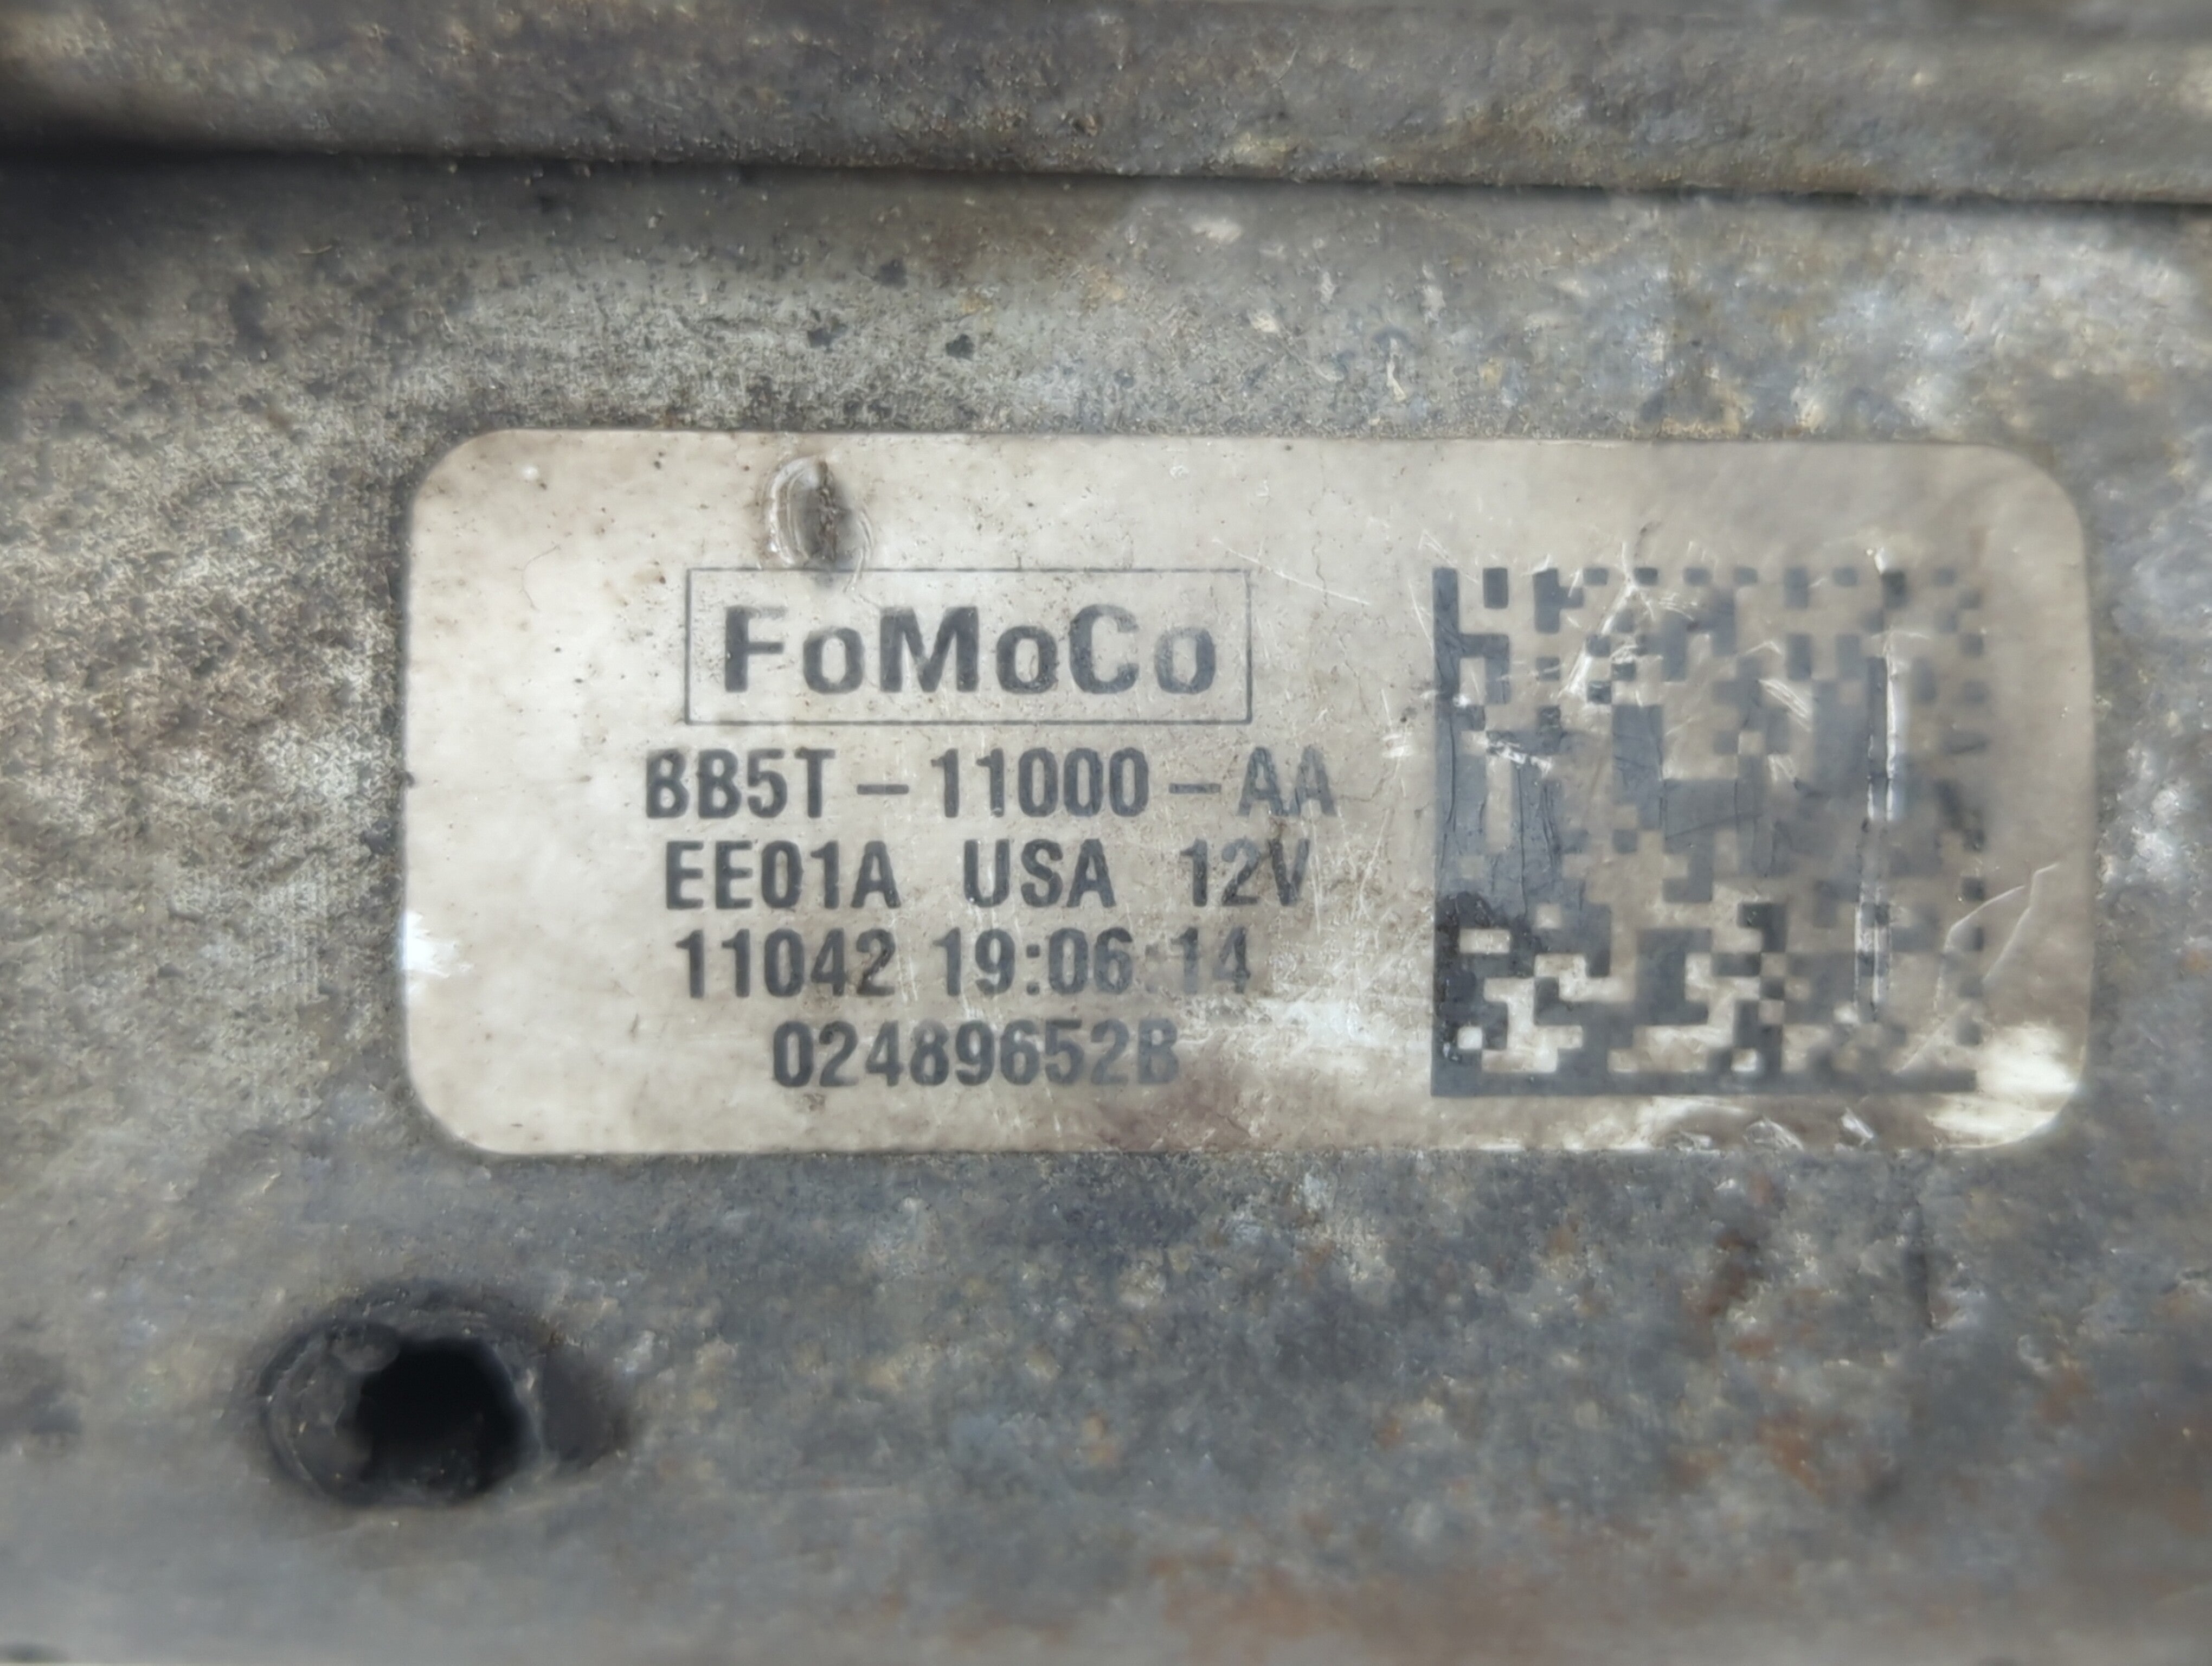 FoMoCo
BB5T-11000-AA
EE01A USA 12V
11042 19:06:14
02489652B